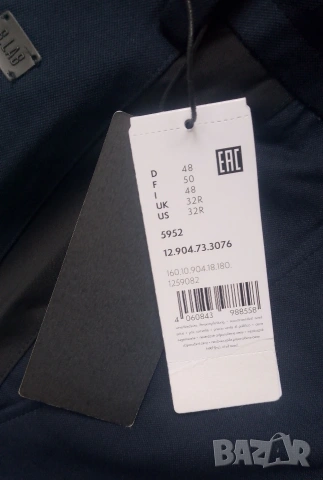 LAB
EAC
D 48
F 50
I 48
UK 32R
US 32R
5952
12.904.73.3076
160.10.904.18.180.
1259082
4 060843 988558
BAZAR